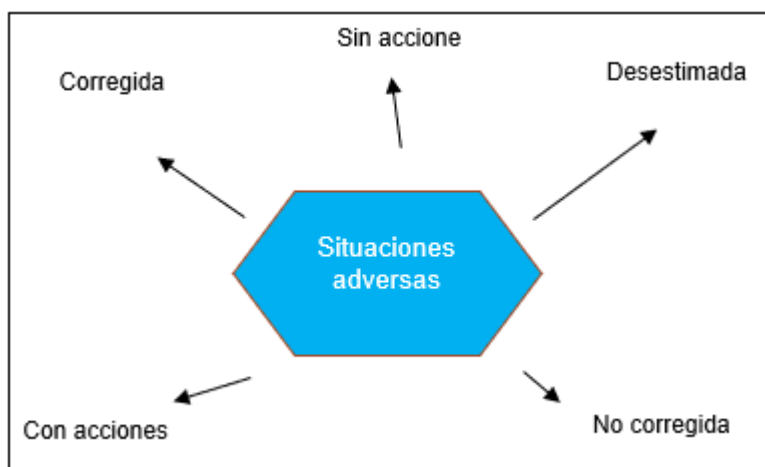 Sin accione
Desestimada
Corregida
Situaciones
adversas
No corregida
Con acciones